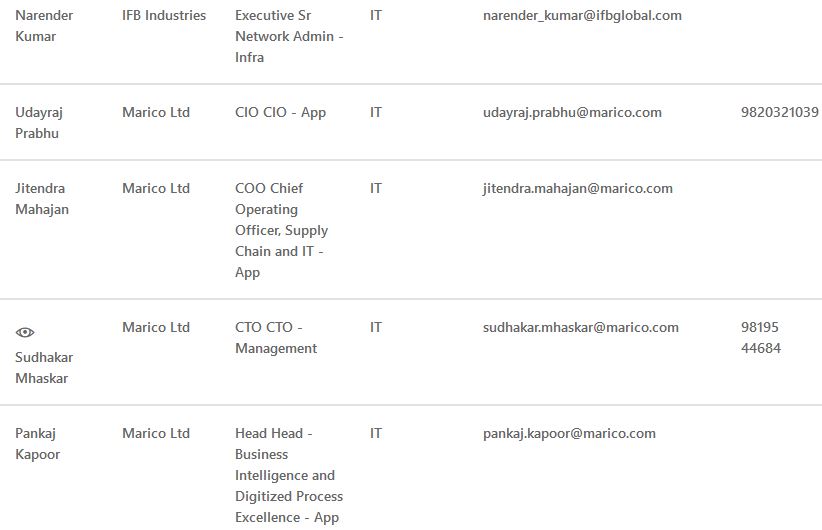 Narender Kumar IFB Industries Executive Sr Network Admin - Infra IT narender_kumar@ifbglobal.com
Udayraj Prabhu Marico Ltd CIO CIO - App IT udayraj.prabhu@marico.com 9820321039
Jitendra Mahajan Marico Ltd COO Chief Operating Officer, Supply Chain and IT - App IT jitendra.mahajan@marico.com
Sudhakar Mhaskar Marico Ltd CTO CTO - Management IT sudhakar.mhaskar@marico.com 98195 44684
Pankaj Kapoor Marico Ltd Head Head - Business Intelligence and Digitized Process Excellence - App IT pankaj.kapoor@marico.com